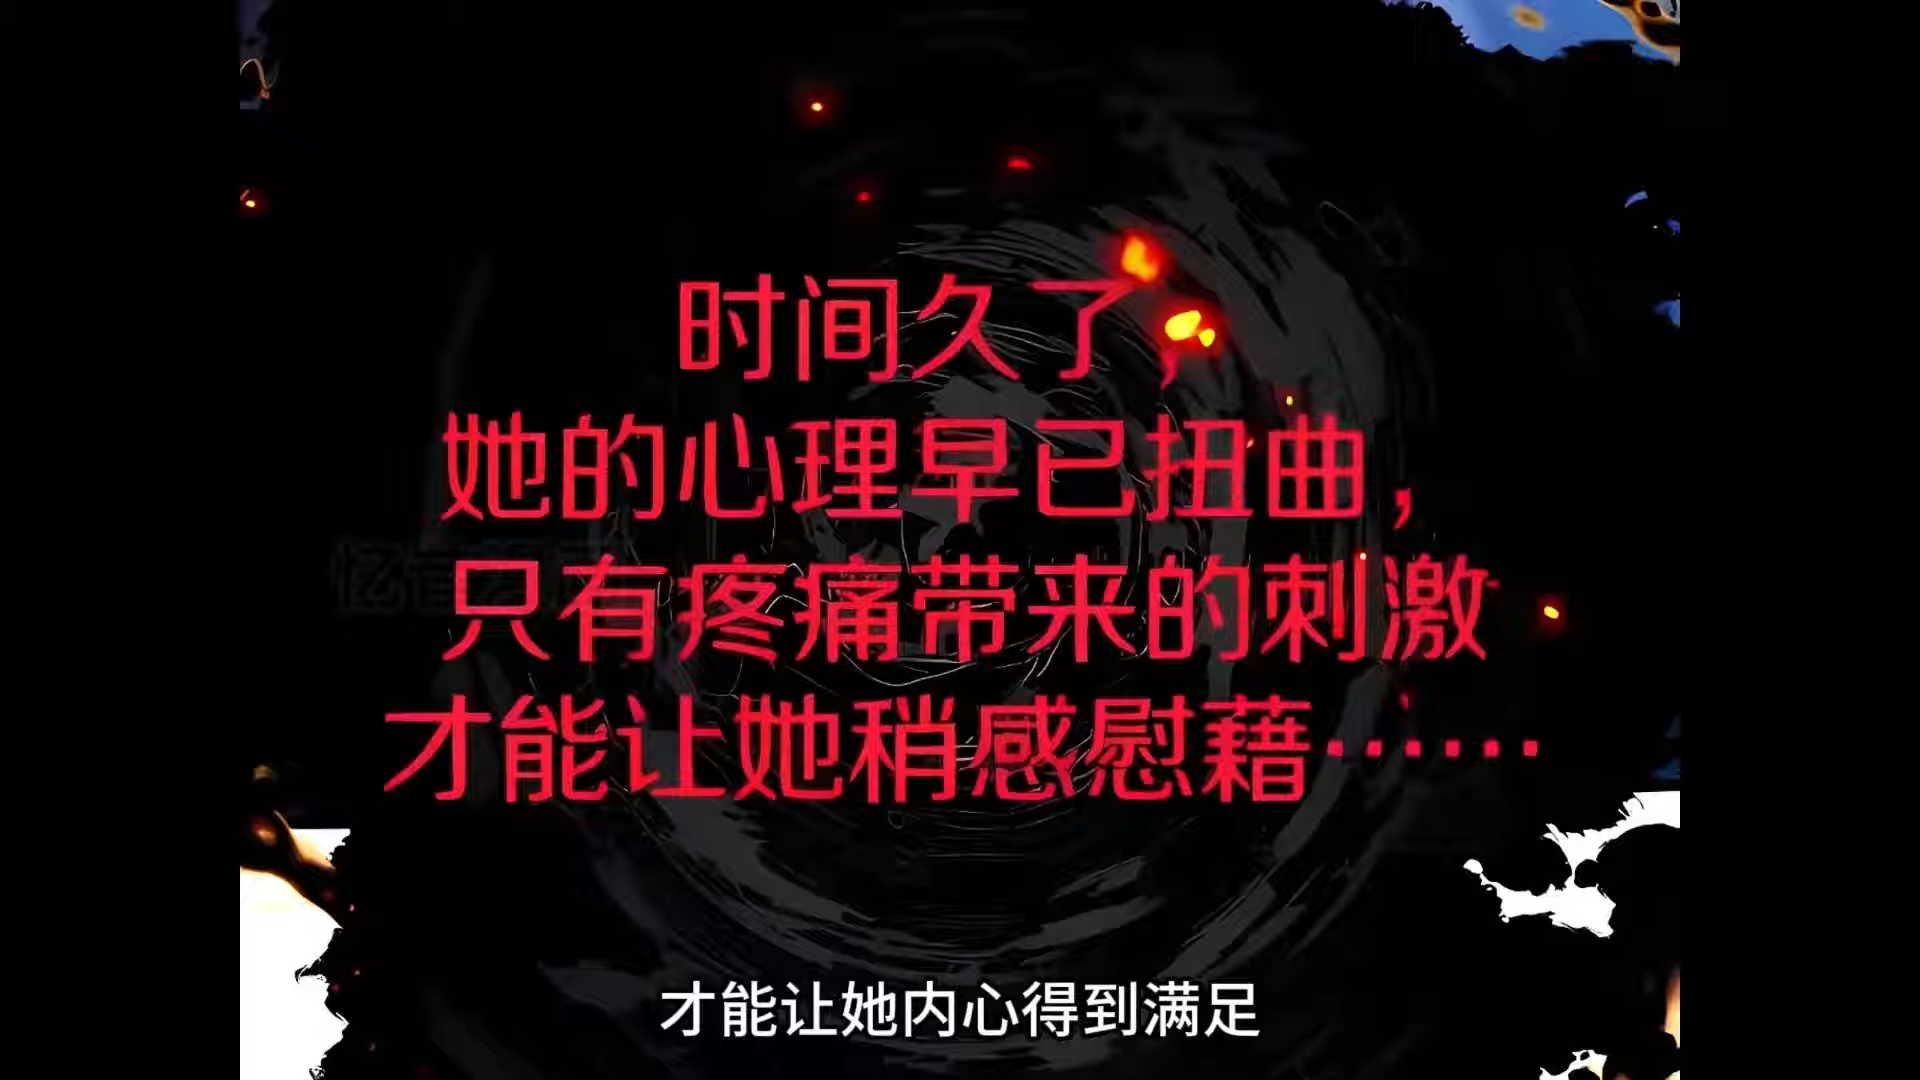 时间久了，
她的心理早已扭曲，
只有疼痛带来的刺激
才能让她稍感慰藉……
才能让她内心得到满足